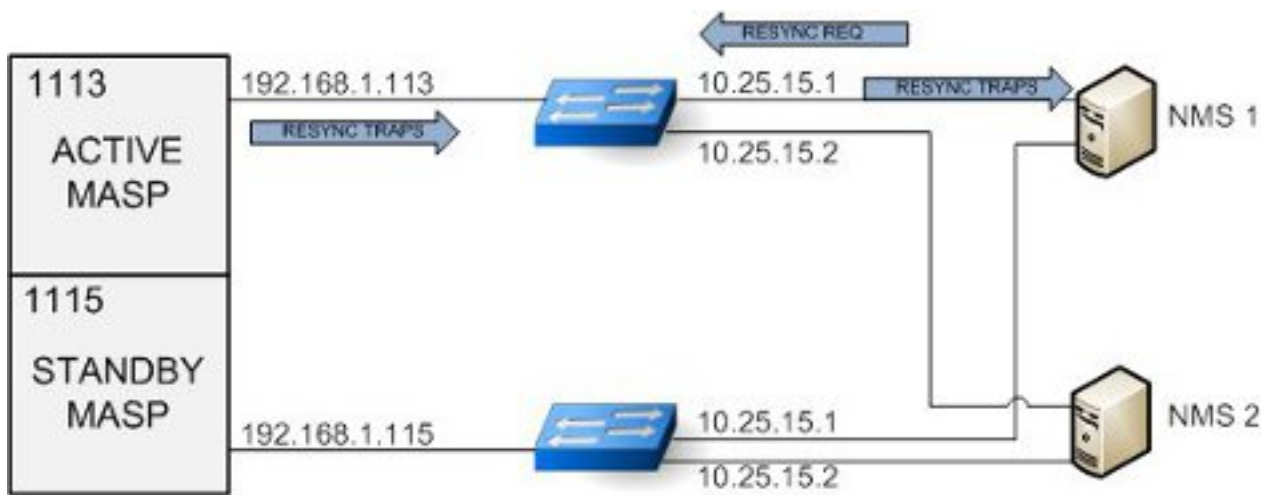 RESYNC REQ
1113
ACTIVE
MASP
192.168.1.113
RESYNC TRAPS
10.25.15.1
RESYNC TRAPS
10.25.15.2
NMS 1
1115
STANDBY
MASP
192.168.1.115
10.25.15.1
10.25.15.2
NMS 2